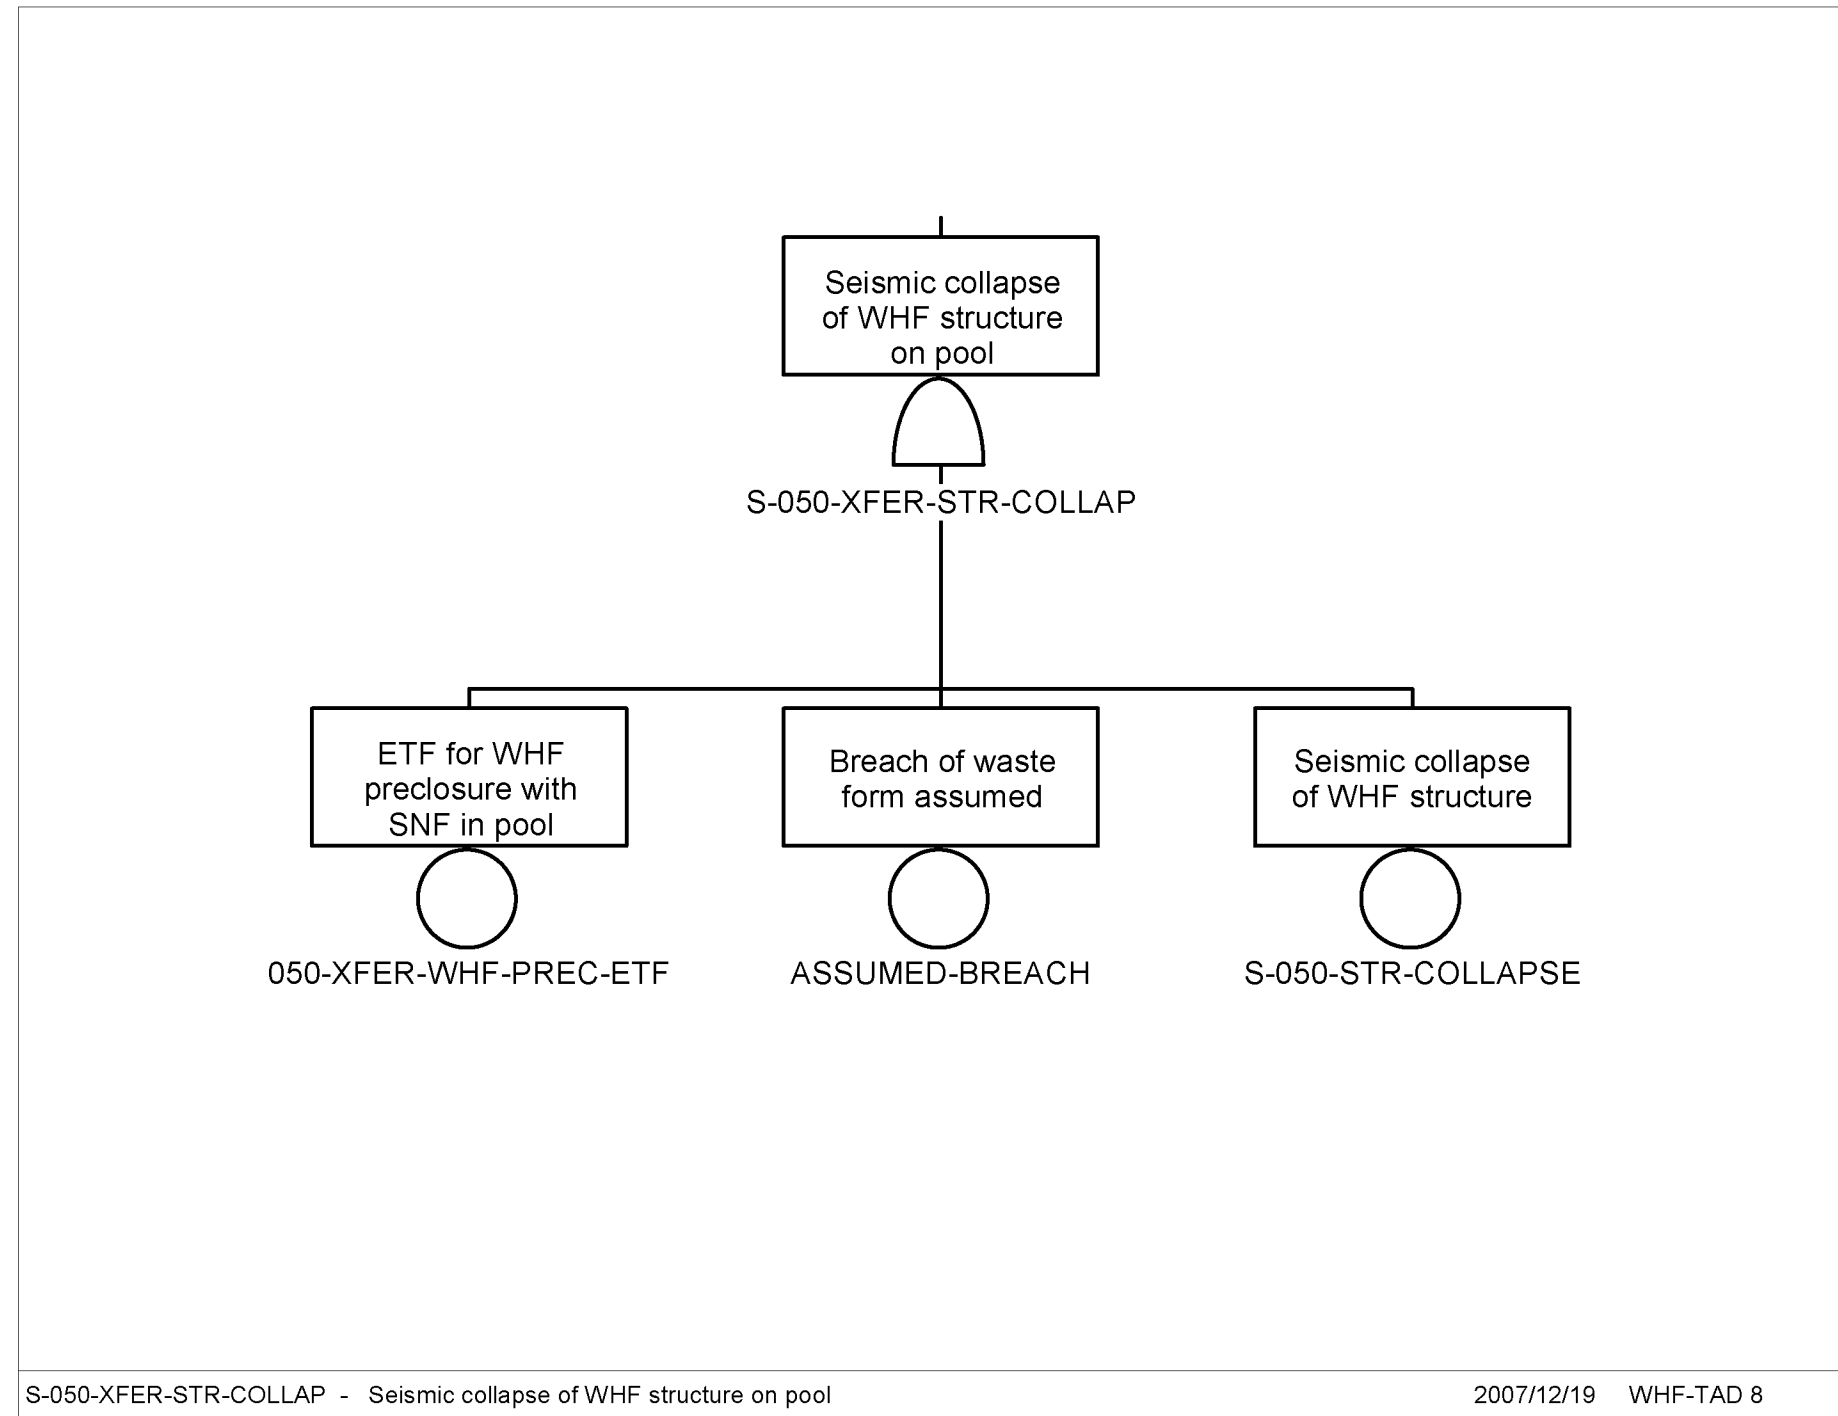 Seismic collapse
of WHF structure
on pool
S-050-XFER-STR-COLLAP
ETF for WHF
preclosure with
SNF in pool
050-XFER-WHF-PREC-ETF
Breach of waste
form assumed
ASSUMED-BREACH
Seismic collapse
of WHF structure
S-050-STR-COLLAPSE
S-050-XFER-STR-COLLAP - Seismic collapse of WHF structure on pool
2007/12/19 WHF-TAD 8